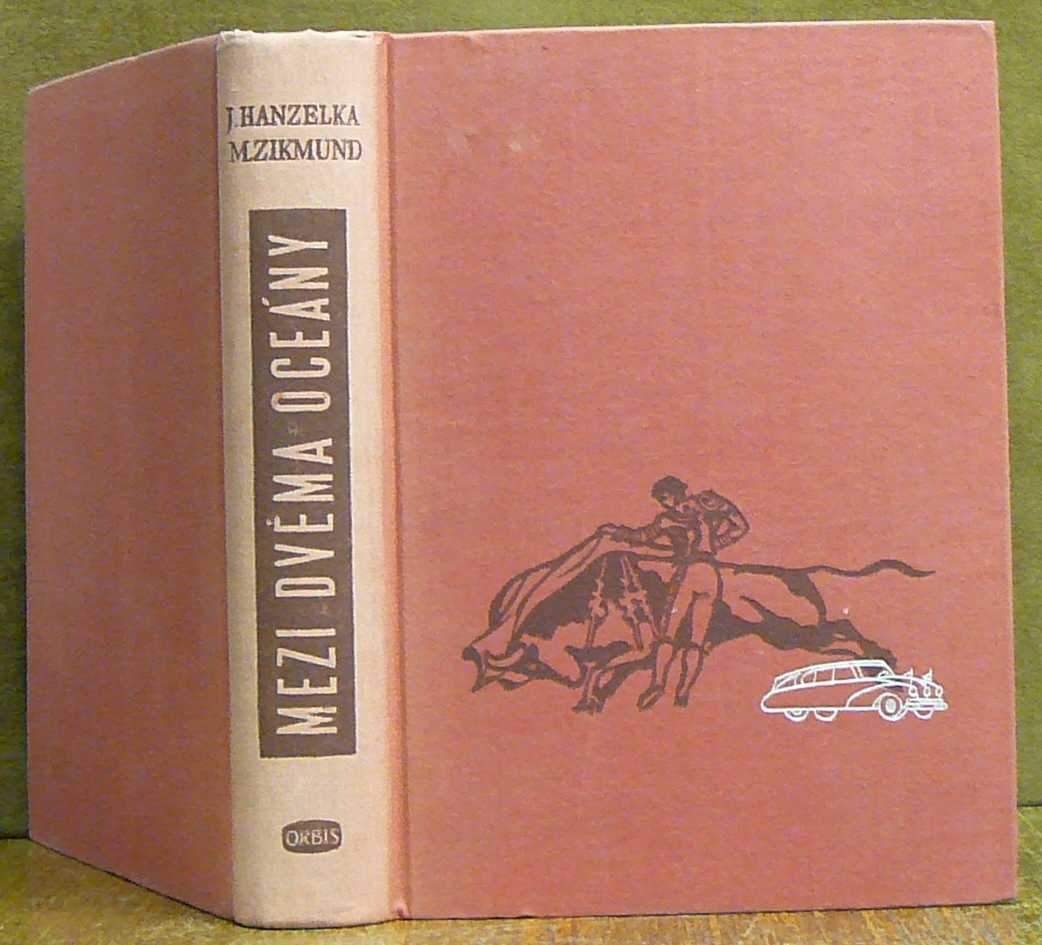 J. HANZELKA
M. ZIKMUND
MEZI DVĚMA OCEÁNY
ORBIS